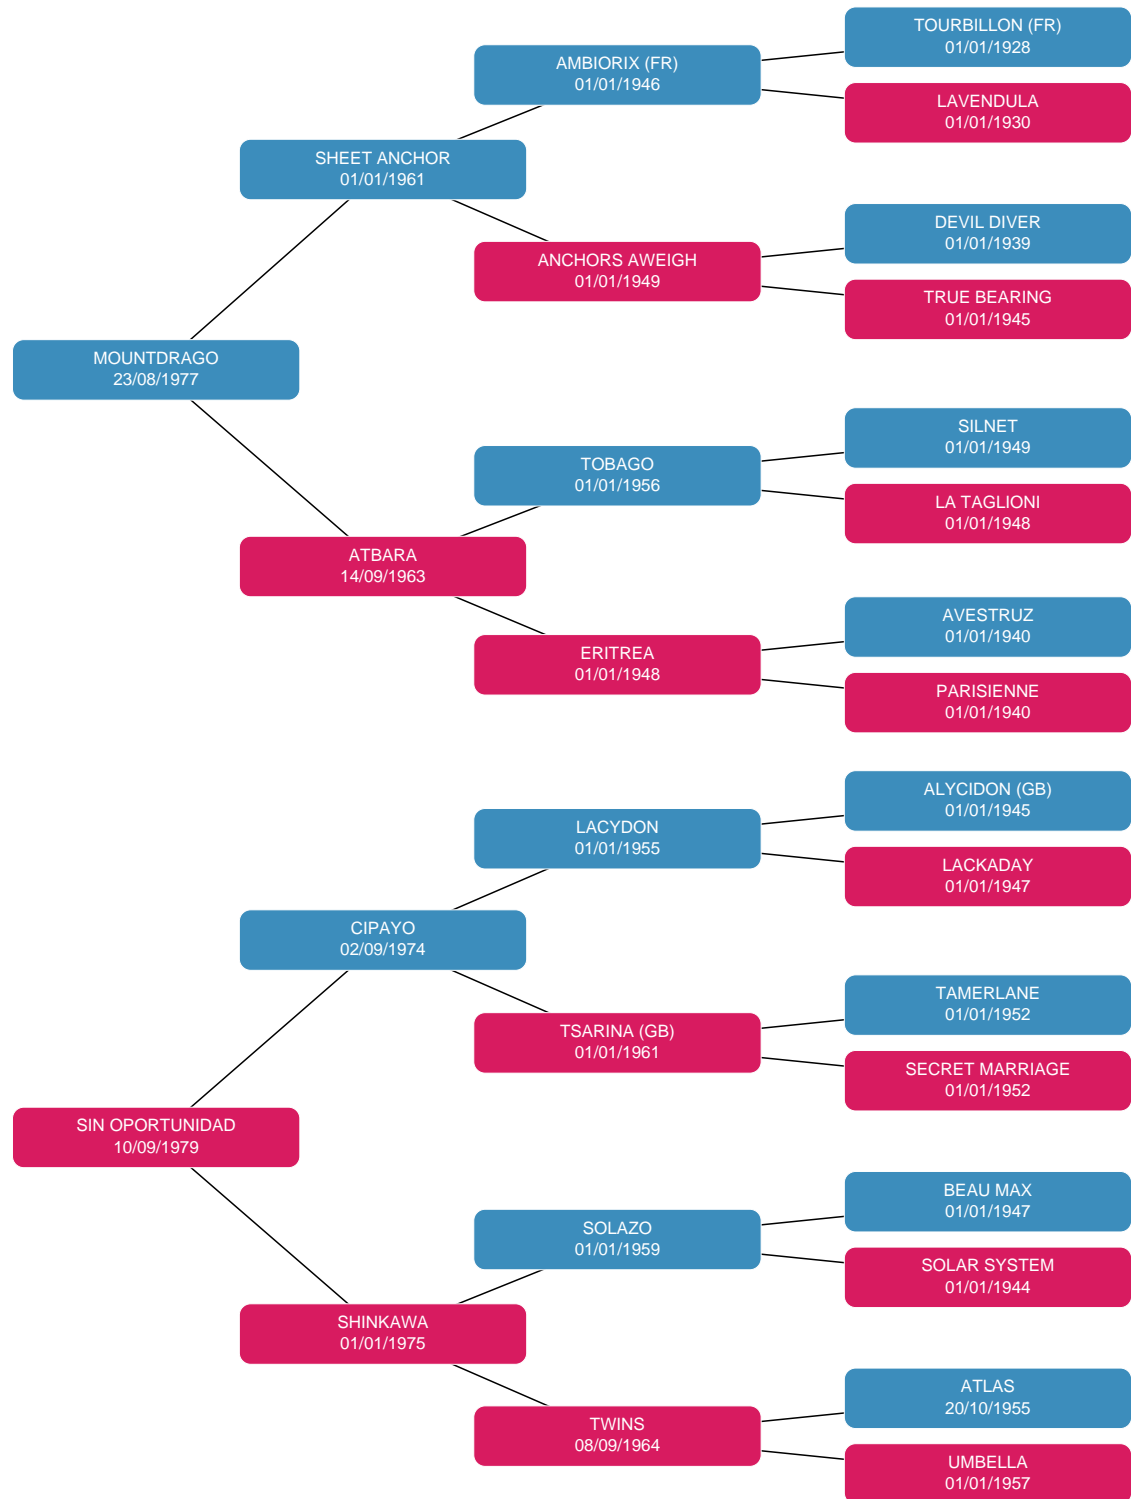 TOURBILLON (FR)
01/01/1928
AMBIORIX (FR)
01/01/1946
LAVENDULA
01/01/1930
SHEET ANCHOR
01/01/1961
DEVIL DIVER
01/01/1939
ANCHORS AWEIGH
01/01/1949
TRUE BEARING
01/01/1945
MOUNTDRAGO
23/08/1977
SILNET
01/01/1949
TOBAGO
01/01/1956
LA TAGLIONI
01/01/1948
ATBARA
14/09/1963
AVESTRUZ
01/01/1940
ERITREA
01/01/1948
PARISIENNE
01/01/1940
ALYCIDON (GB)
01/01/1945
LACYDON
01/01/1955
LACKADAY
01/01/1947
CIPAYO
02/09/1974
TAMERLANE
01/01/1952
TSARINA (GB)
01/01/1961
SECRET MARRIAGE
01/01/1952
SIN OPORTUNIDAD
10/09/1979
BEAU MAX
01/01/1947
SOLAZO
01/01/1959
SOLAR SYSTEM
01/01/1944
SHINKAWA
01/01/1975
ATLAS
20/10/1955
TWINS
08/09/1964
UMBELLA
01/01/1957